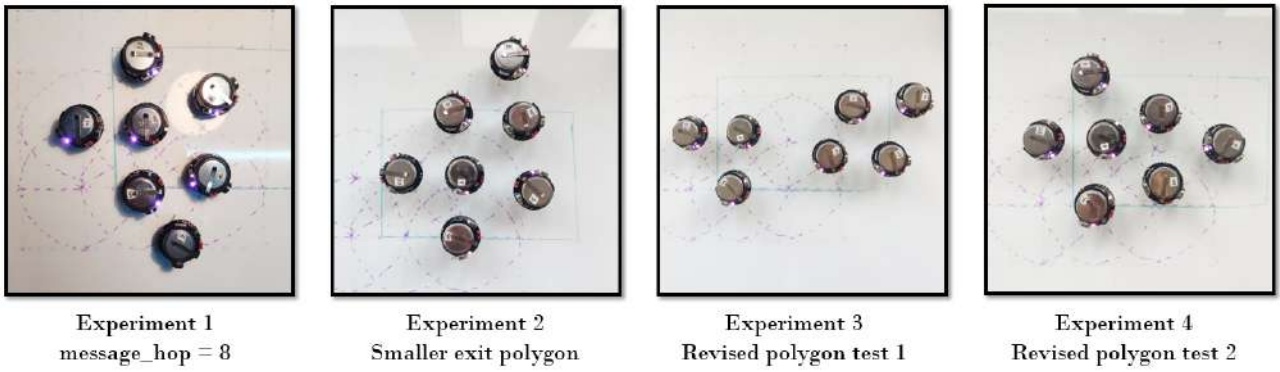 Experiment 1
message_hop = 8
Experiment 2
Smaller exit polygon
Experiment 3
Revised polygon test 1
Experiment 4
Revised polygon test 2